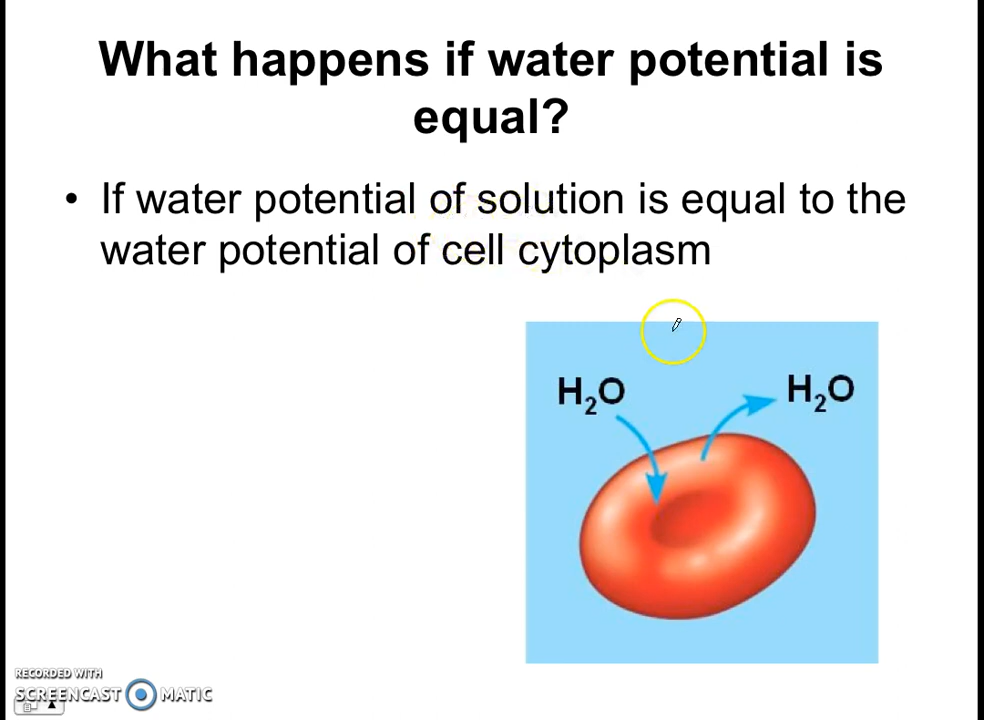 What happens if water potential is
equal?
• If water potential of solution is equal to the
water potential of cell cytoplasm
H₂O
H₂O
RECORDED WITH
SCREENCAST MATIC